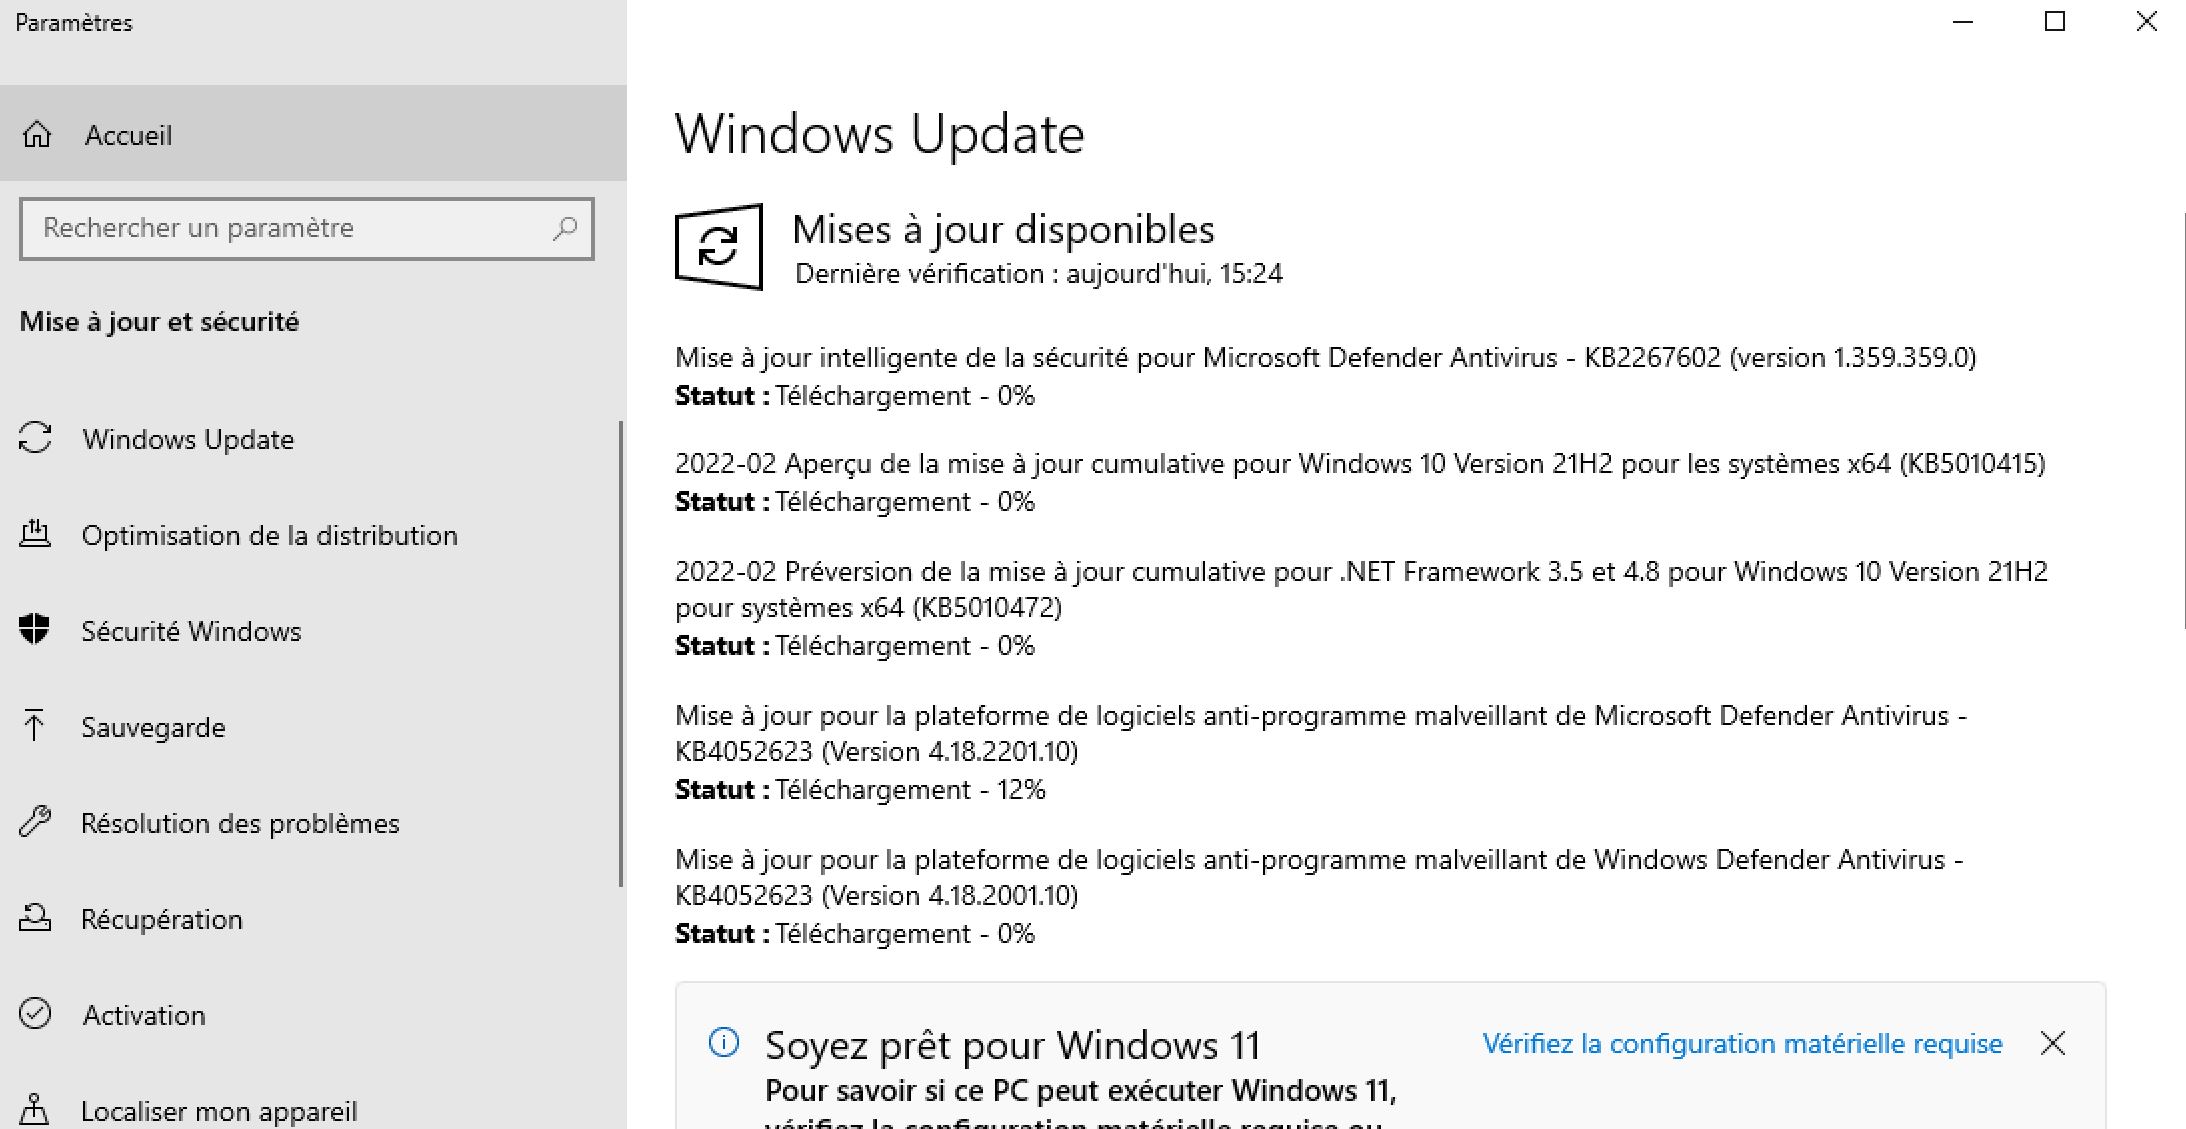 Paramètres
Accueil
Rechercher un paramètre
Mise à jour et sécurité
Windows Update
Optimisation de la distribution
Sécurité Windows
Sauvegarde
Résolution des problèmes
Récupération
Activation
Localiser mon appareil
Windows Update
Mises à jour disponibles
Dernière vérification : aujourd'hui, 15:24
Mise à jour intelligente de la sécurité pour Microsoft Defender Antivirus - KB2267602 (version 1.359.359.0)
Statut : Téléchargement - 0%
2022-02 Aperçu de la mise à jour cumulative pour Windows 10 Version 21H2 pour les systèmes x64 (KB5010415)
Statut : Téléchargement - 0%
2022-02 Préversion de la mise à jour cumulative pour .NET Framework 3.5 et 4.8 pour Windows 10 Version 21H2
pour systèmes x64 (KB5010472)
Statut : Téléchargement - 0%
Mise à jour pour la plateforme de logiciels anti-programme malveillant de Microsoft Defender Antivirus -
KB4052623 (Version 4.18.2201.10)
Statut : Téléchargement - 12%
Mise à jour pour la plateforme de logiciels anti-programme malveillant de Windows Defender Antivirus -
KB4052623 (Version 4.18.2001.10)
Statut : Téléchargement - 0%
Soyez prêt pour Windows 11
Vérifiez la configuration matérielle requise
Pour savoir si ce PC peut exécuter Windows 11,
vérifiez la configuration matérielle requise ou